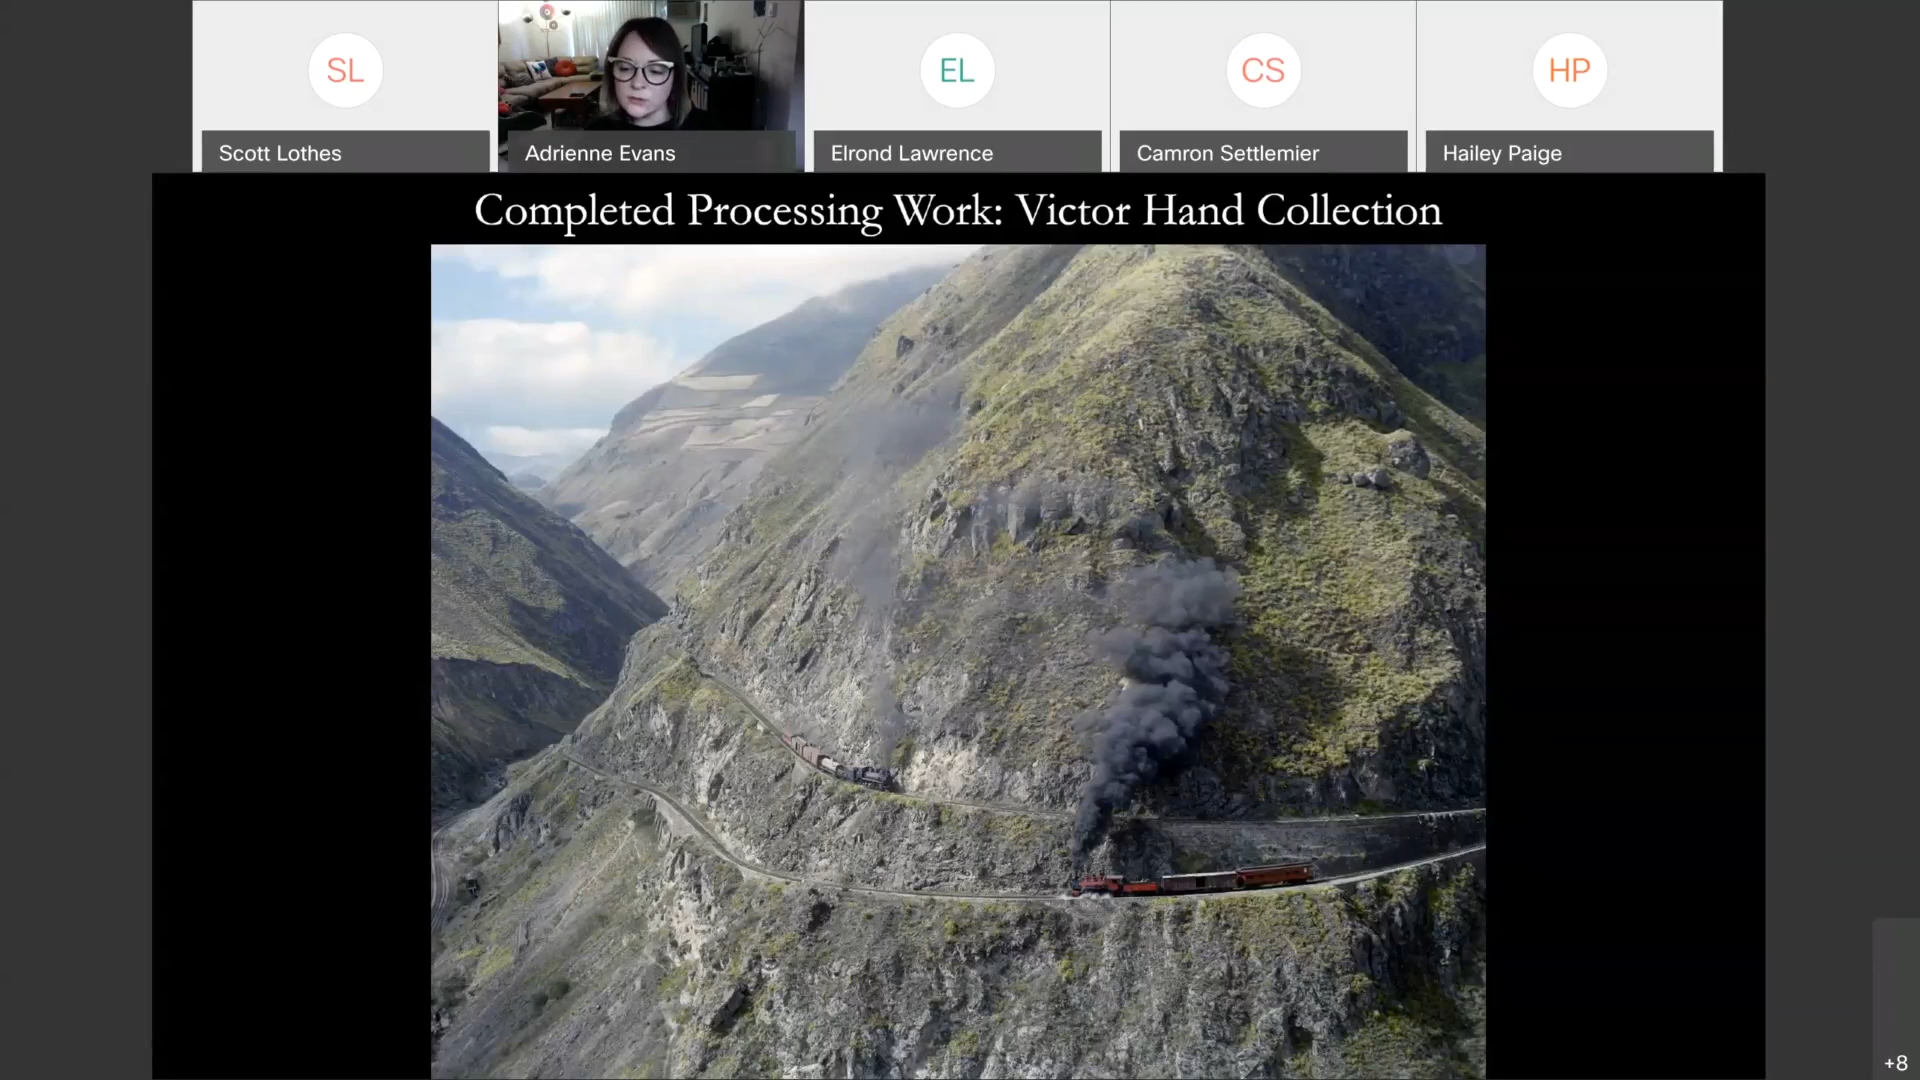 SL
EL
CS
HP
Scott Lothes
Adrienne Evans
Elrond Lawrence
Camron Settlemier
Hailey Paige
Completed Processing Work: Victor Hand Collection
+8